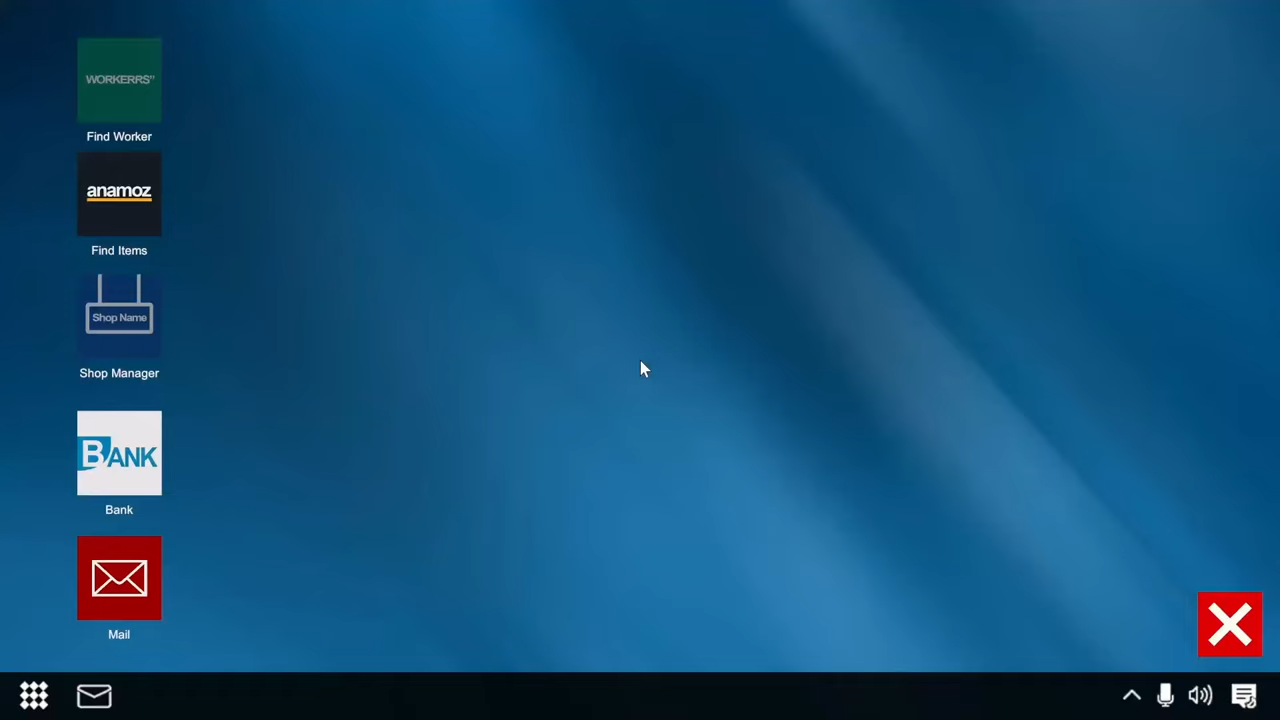 WORKERRS"
Find Worker
anamoz
Find Items
Shop Name
Shop Manager
BANK
Bank
Mail